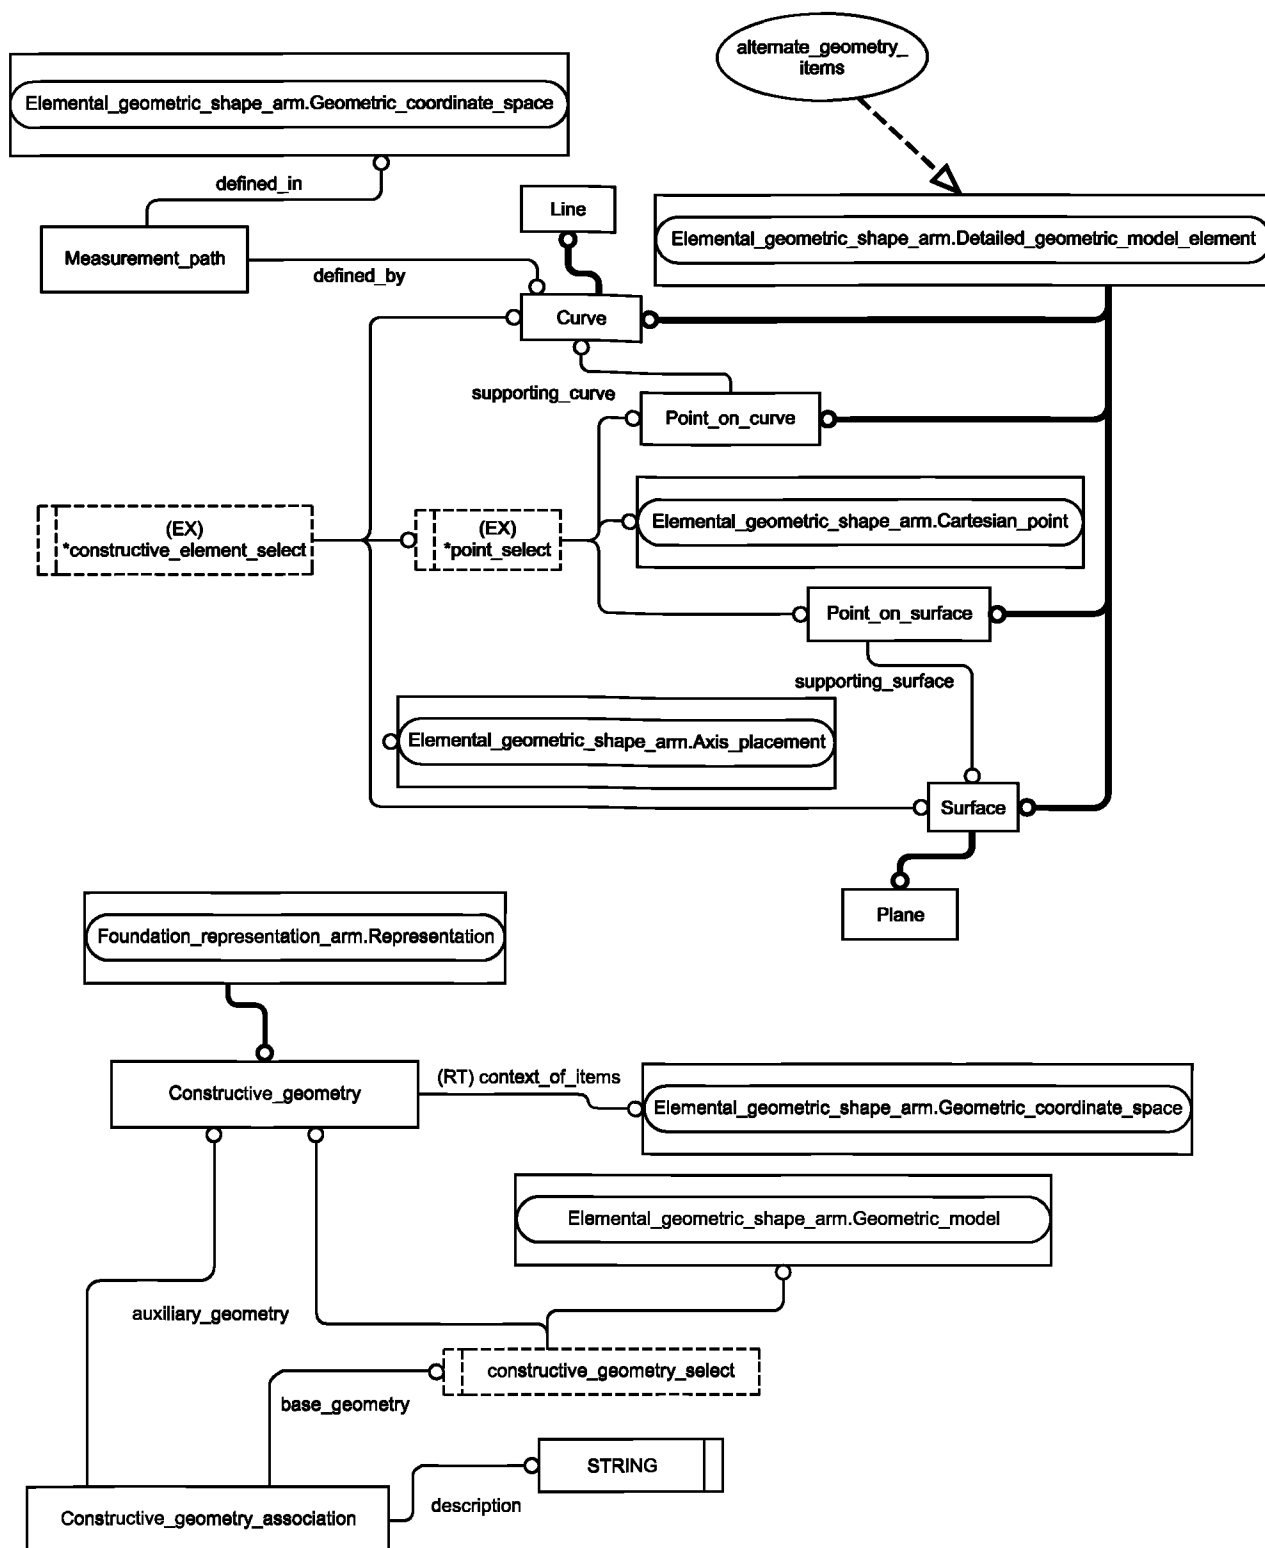 alternate_geometry_
items
Elemental_geometric_shape_arm.Geometric_coordinate_space
defined_in
Line
Measurement_path
Elemental_geometric_shape_arm.Detailed_geometric_model_element
defined_by
Curve
supporting_curve
Point_on_curve
(EX)
*constructive_element_select
(EX)
*point_select
Elemental_geometric_shape_arm.Cartesian_point
Point_on_surface
supporting_surface
Elemental_geometric_shape_arm.Axis_placement
Surface
Plane
Foundation_representation_arm.Representation
Constructive_geometry
(RT) context_of_items
Elemental_geometric_shape_arm.Geometric_coordinate_space
Elemental_geometric_shape_arm.Geometric_model
auxiliary_geometry
constructive_geometry_select
base_geometry
STRING
description
Constructive_geometry_association